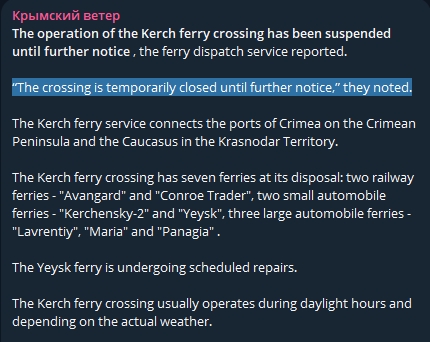 Крымский ветер
The operation of the Kerch ferry crossing has been suspended
until further notice , the ferry dispatch service reported.
“The crossing is temporarily closed until further notice,” they noted.
The Kerch ferry service connects the ports of Crimea on the Crimean
Peninsula and the Caucasus in the Krasnodar Territory.
The Kerch ferry crossing has seven ferries at its disposal: two railway
ferries - "Avangard" and "Conroe Trader", two small automobile
ferries - "Kerchensky-2" and "Yeysk", three large automobile ferries -
"Lavrentiy", "Maria" and "Panagia" .
The Yeysk ferry is undergoing scheduled repairs.
The Kerch ferry crossing usually operates during daylight hours and
depending on the actual weather.